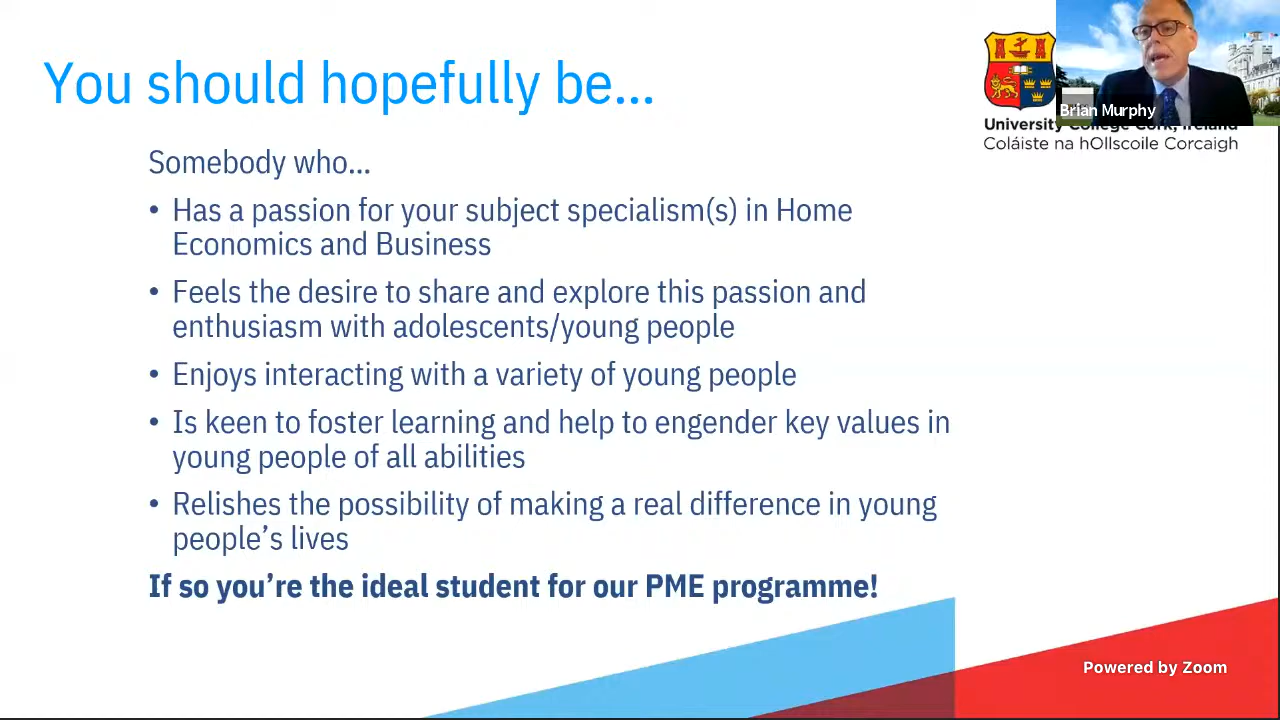 You should hopefully be...
Brian Murphy
University College Cork, Ireland
Coláiste na hOllscoile Corcaigh
Somebody who...
• Has a passion for your subject specialism(s) in Home
Economics and Business
• Feels the desire to share and explore this passion and
enthusiasm with adolescents/young people
• Enjoys interacting with a variety of young people
• Is keen to foster learning and help to engender key values in
young people of all abilities
• Relishes the possibility of making a real difference in young
people’s lives
If so you’re the ideal student for our PME programme!
Powered by Zoom